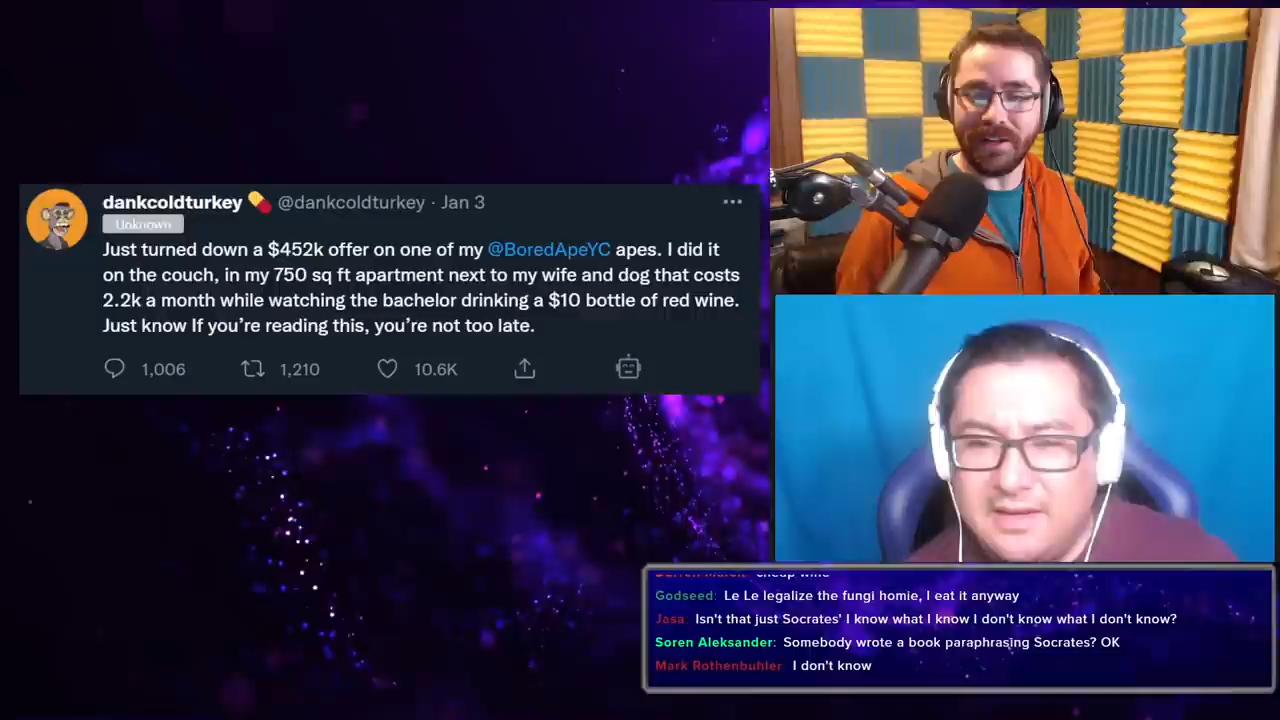 dankcoldturkey @dankcoldturkey · Jan 3
Unknown
Just turned down a $452k offer on one of my @BoredApeYC apes. I did it
on the couch, in my 750 sq ft apartment next to my wife and dog that costs
2.2k a month while watching the bachelor drinking a $10 bottle of red wine.
Just know If you’re reading this, you’re not too late.
1,006 1,210 10.6K
cheap wine
Godseed: Le Le legalize the fungi homie, I eat it anyway
Jasa: Isn't that just Socrates' I know what I know I don't know what I don't know?
Soren Aleksander: Somebody wrote a book paraphrasing Socrates? OK
Mark Rothenbuhler I don't know